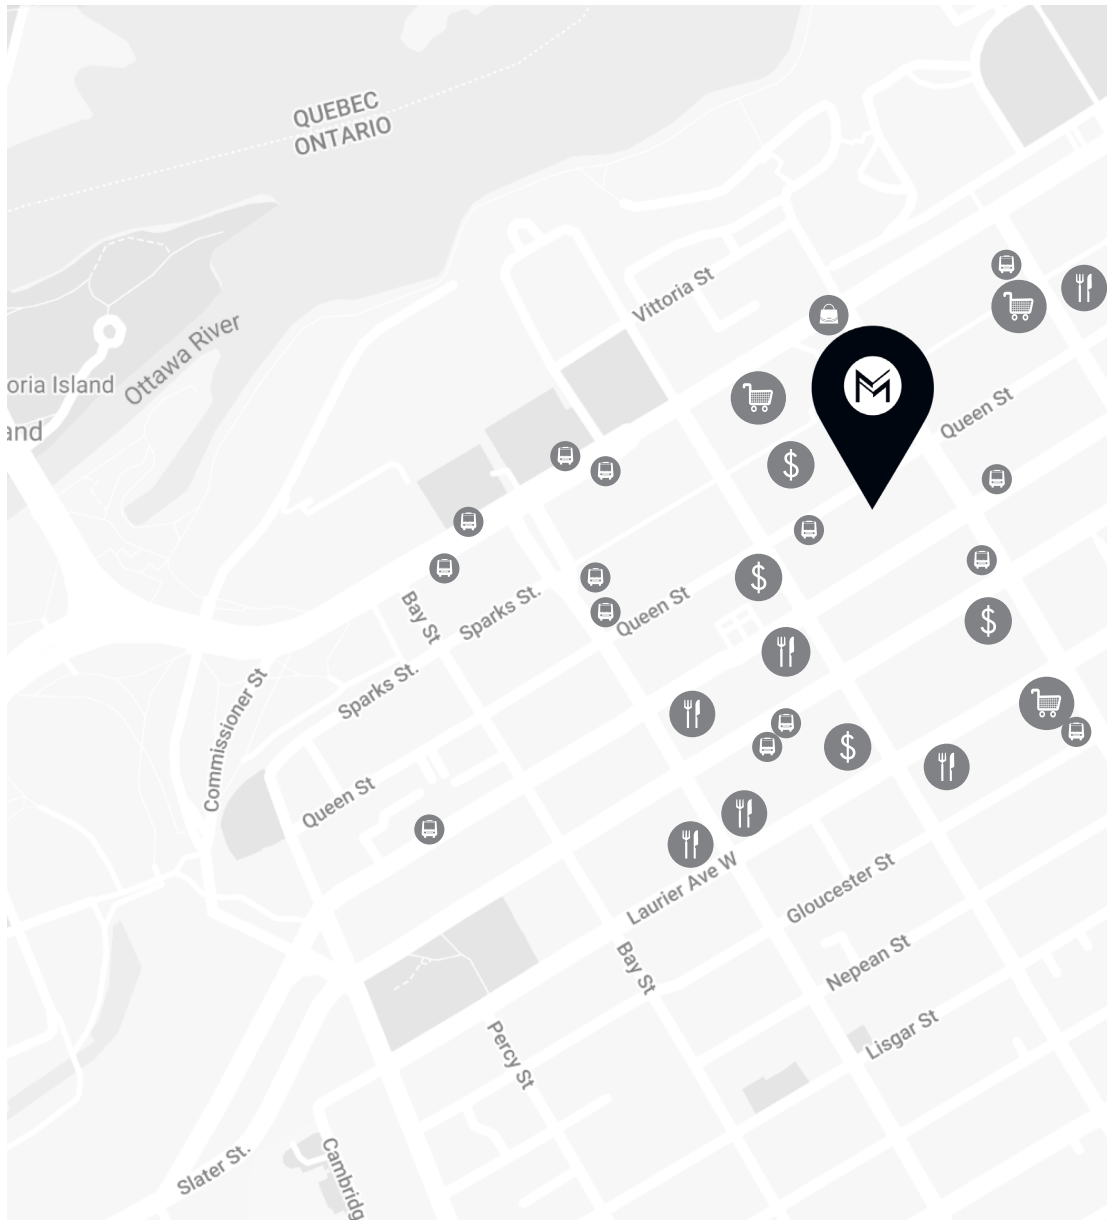 QUEBEC
ONTARIO
Vittoria St
Ottawa River
oria Island
and
Queen St
Bay St
Sparks St.
Queen St
Sparks St.
Commissioner St
Queen St
Laurier Ave W
Gloucester St
Bay St
Nepean St
Lisgar St
Percy St
Slater St.
Cambridg
$
$
$
$
M